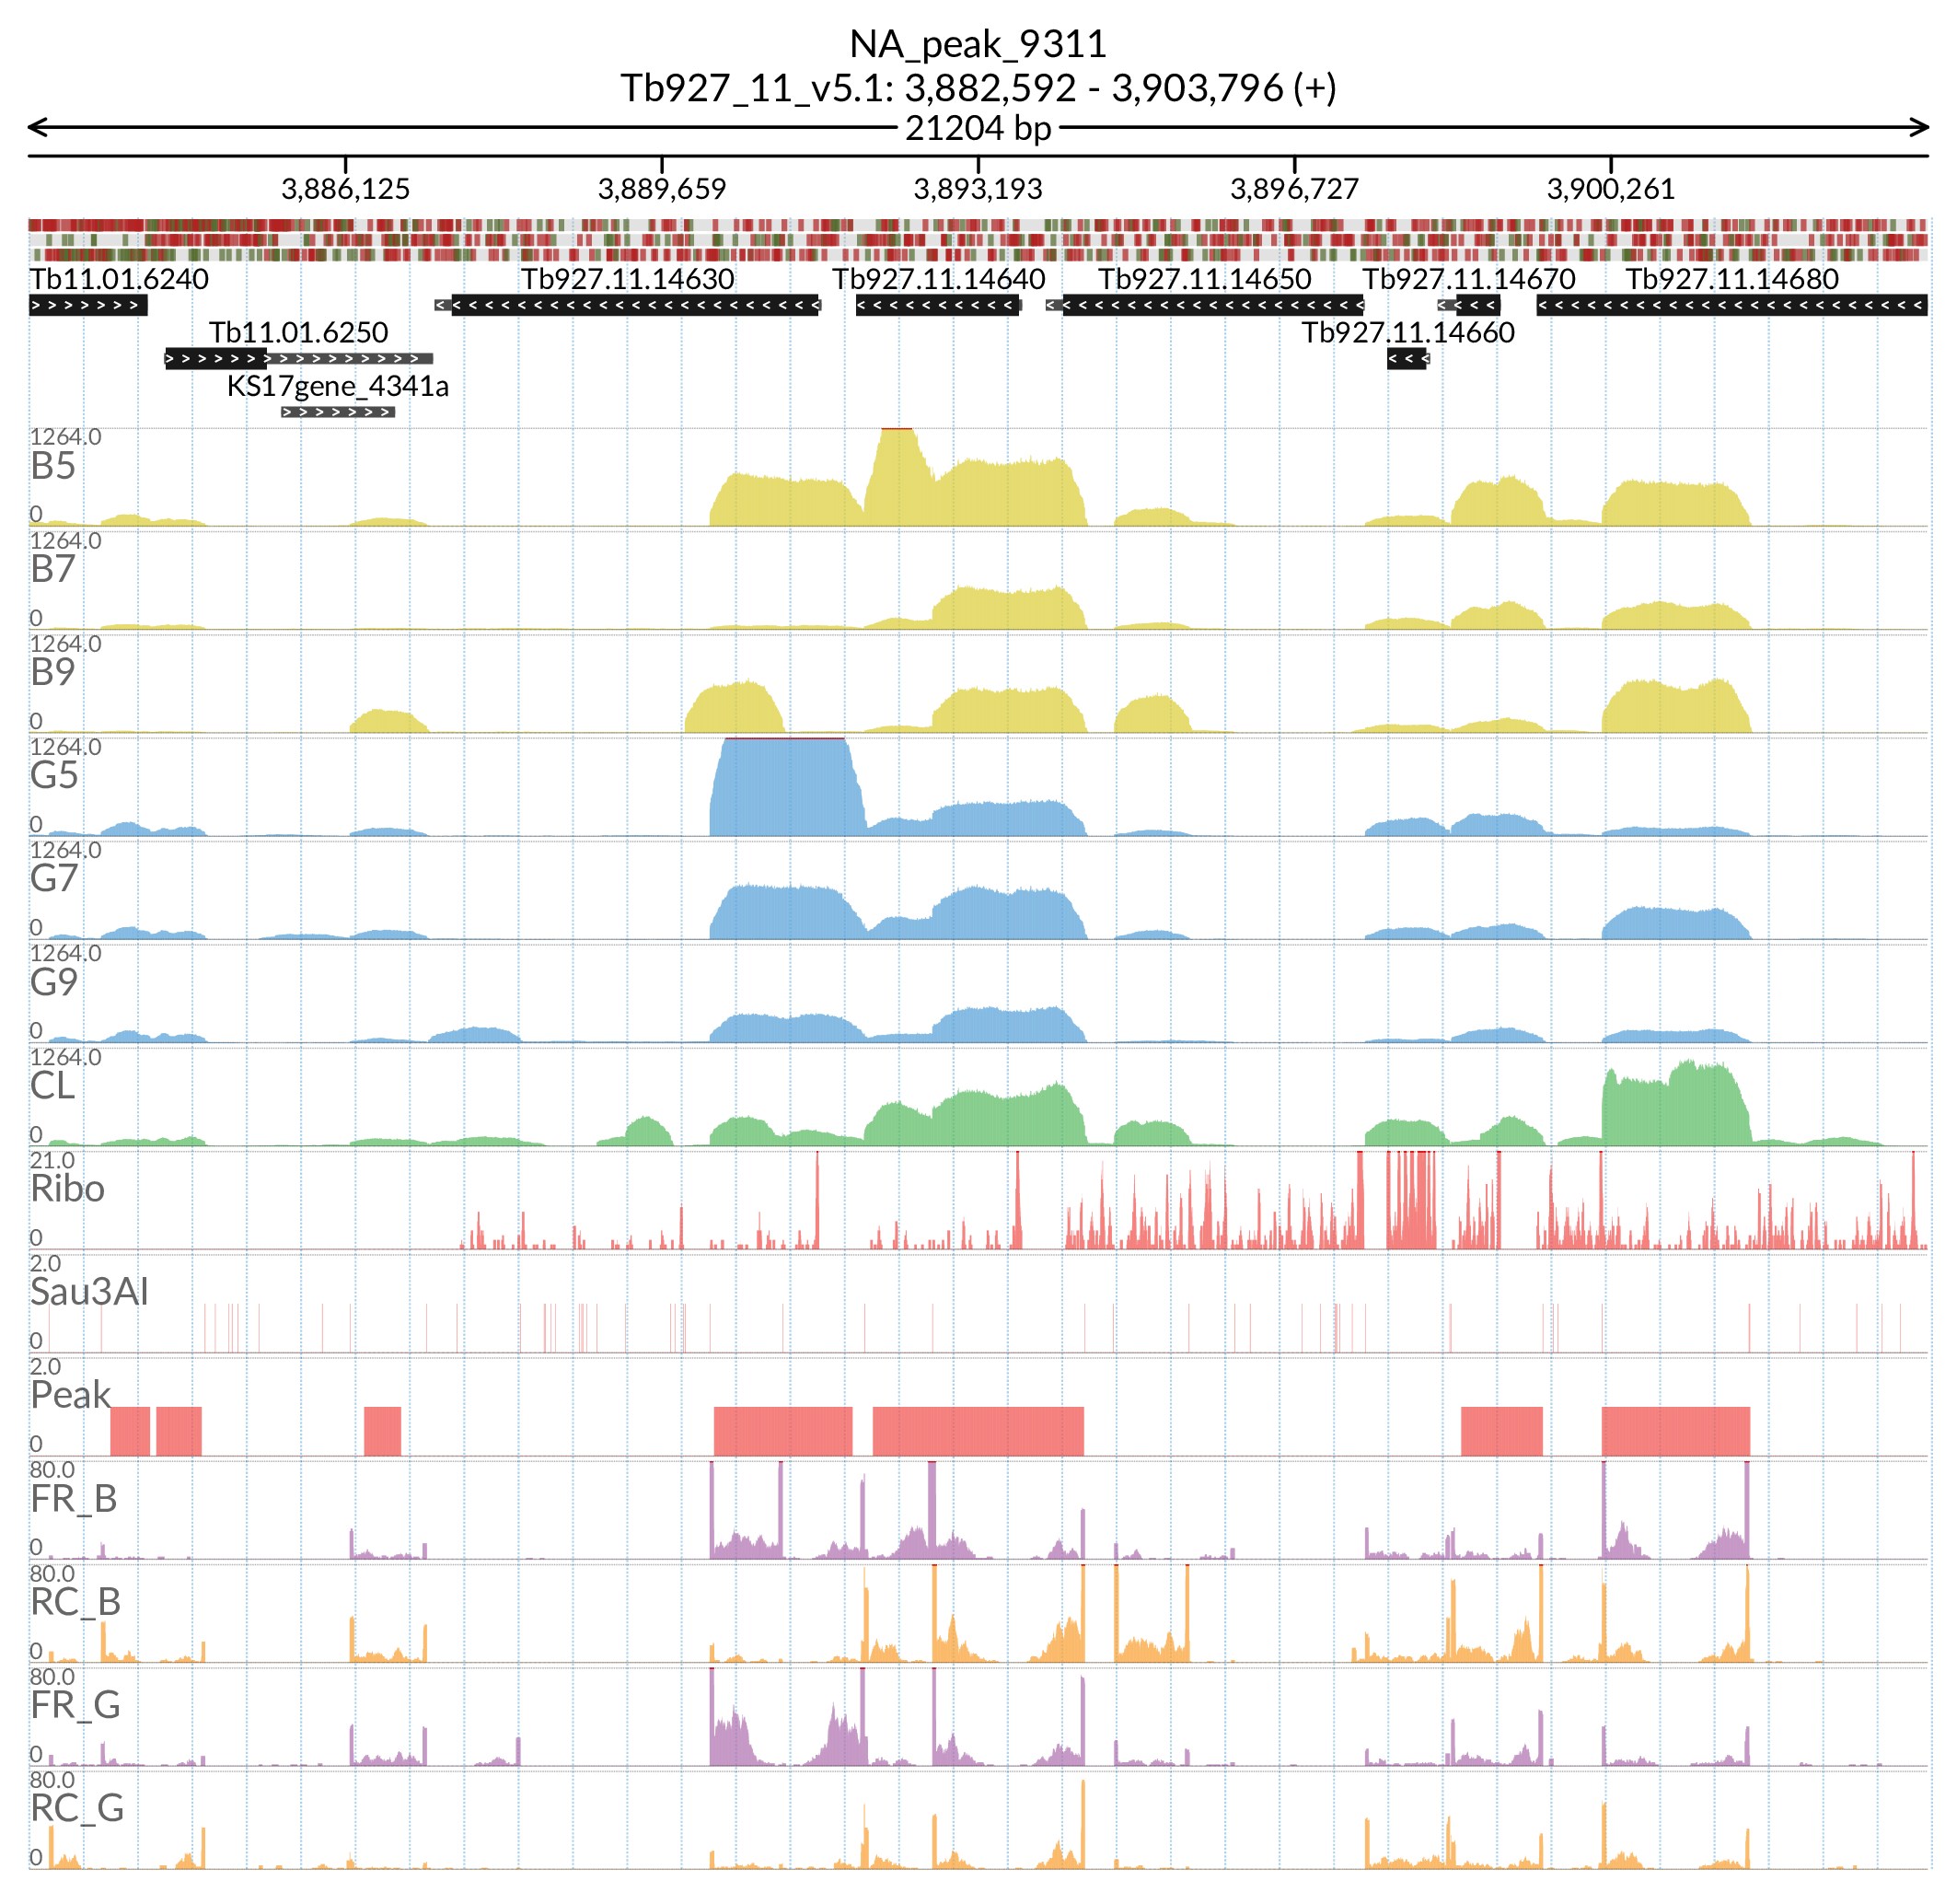 NA_peak_9311
Tb927_11_v5.1: 3,882,592 - 3,903,796 (+)
21204 bp
3,886,125 3,889,659 3,893,193 3,896,727 3,900,261
Tb11.01.6240 Tb927.11.14630 Tb927.11.14640 Tb927.11.14650 Tb927.11.14670 Tb927.11.14680
Tb11.01.6250 Tb927.11.14660
KS17gene_4341a
1264.0
B5
0
1264.0
B7
0
1264.0
B9
0
1264.0
G5
0
1264.0
G7
0
1264.0
G9
0
1264.0
CL
0
21.0
Ribo
0
2.0
Sau3AI
0
2.0
Peak
0
80.0
FR_B
0
80.0
RC_B
0
80.0
FR_G
0
80.0
RC_G
0